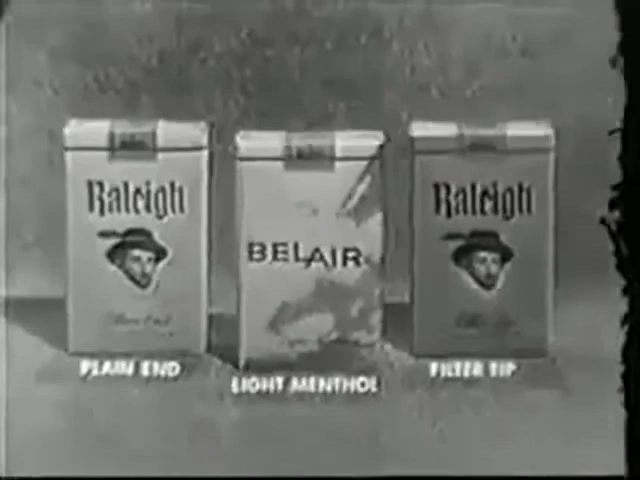 Raleigh
PLAIN END
BELAIR
LIGHT MENTHOL
Raleigh
FILTER TIP